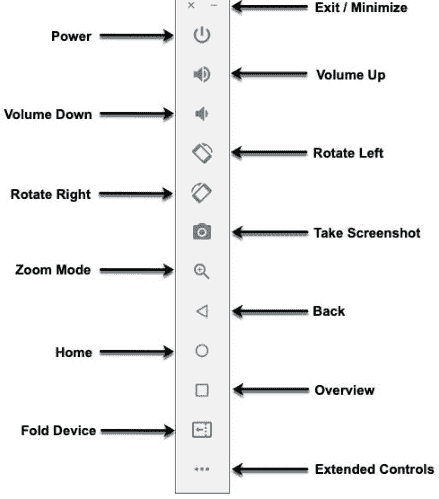 Exit / Minimize
Power
Volume Up
Volume Down
Rotate Left
Rotate Right
Take Screenshot
Zoom Mode
Back
Home
Overview
Fold Device
Extended Controls